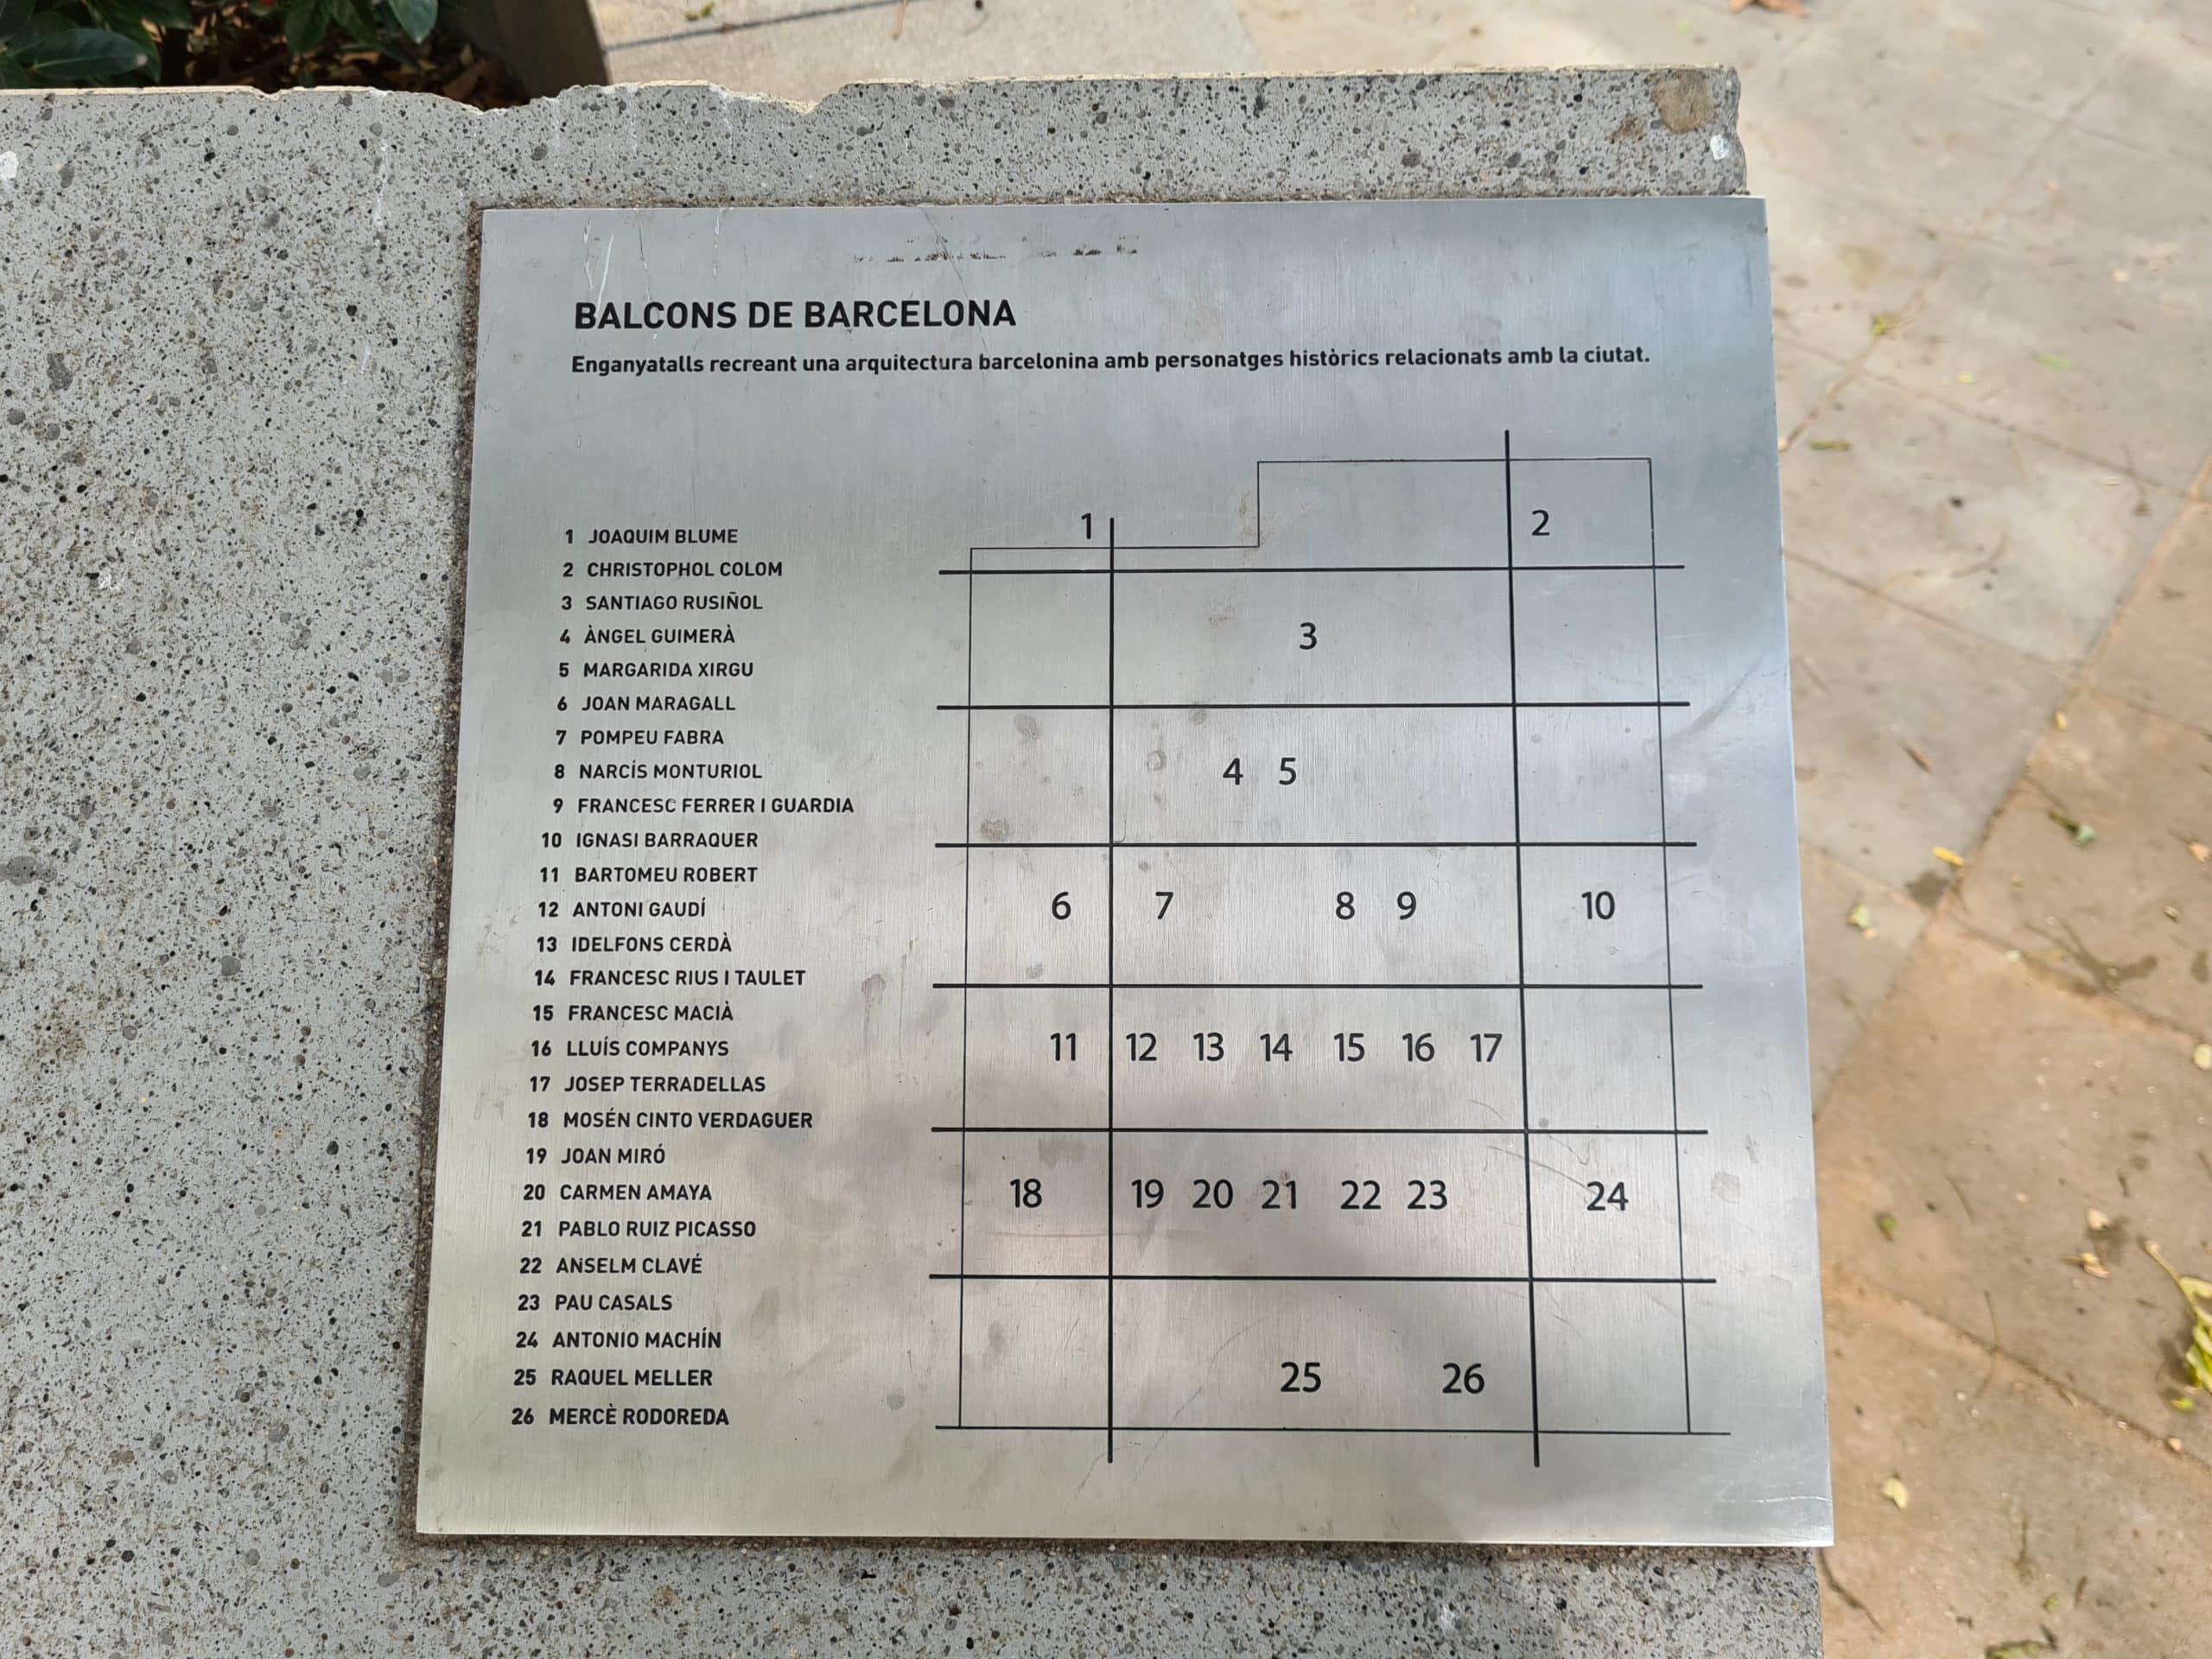 BALCONS DE BARCELONA
Enganyatalls recreant una arquitectura barcelonina amb personatges històrics relacionats amb la ciutat.
1 JOAQUIM BLUME
2 CHRISTOPHOL COLOM
3 SANTIAGO RUSIÑOL
4 ÀNGEL GUIMERÀ
5 MARGARIDA XIRGU
6 JOAN MARAGALL
7 POMPEU FABRA
8 NARCÍS MONTURIOL
9 FRANCESC FERRER I GUARDIA
10 IGNASI BARRAQUER
11 BARTOMEU ROBERT
12 ANTONI GAUDÍ
13 IDELFONS CERDÀ
14 FRANCESC RIUS I TAULET
15 FRANCESC MACIÀ
16 LLUÍS COMPANYS
17 JOSEP TERRADELLAS
18 MOSÉN CINTO VERDAGUER
19 JOAN MIRÓ
20 CARMEN AMAYA
21 PABLO RUIZ PICASSO
22 ANSELM CLAVÉ
23 PAU CASALS
24 ANTONIO MACHÍN
25 RAQUEL MELLER
26 MERCÈ RODOREDA
1 2
3
4 5
6 7 8 9 10
11 12 13 14 15 16 17
18 19 20 21 22 23 24
25 26